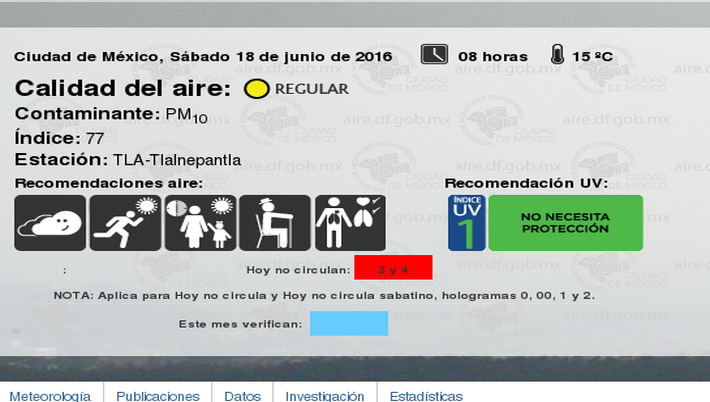 Ciudad de México, Sábado 18 de junio de 2016 08 horas 15 ºC
Calidad del aire: REGULAR
Contaminante: PM10
Índice: 77
Estación: TLA-Tlalnepantla
Recomendaciones aire: Recomendación UV:
ÍNDICE
UV
1
NO NECESITA
PROTECCIÓN
: Hoy no circulan: 3 y 4
NOTA: Aplica para Hoy no circula y Hoy no circula sabatino, hologramas 0, 00, 1 y 2.
Este mes verifican:
Meteorología Publicaciones Datos Investigación Estadísticas
aire.df.gob.mx
CIUDAD
DE MÉXICO